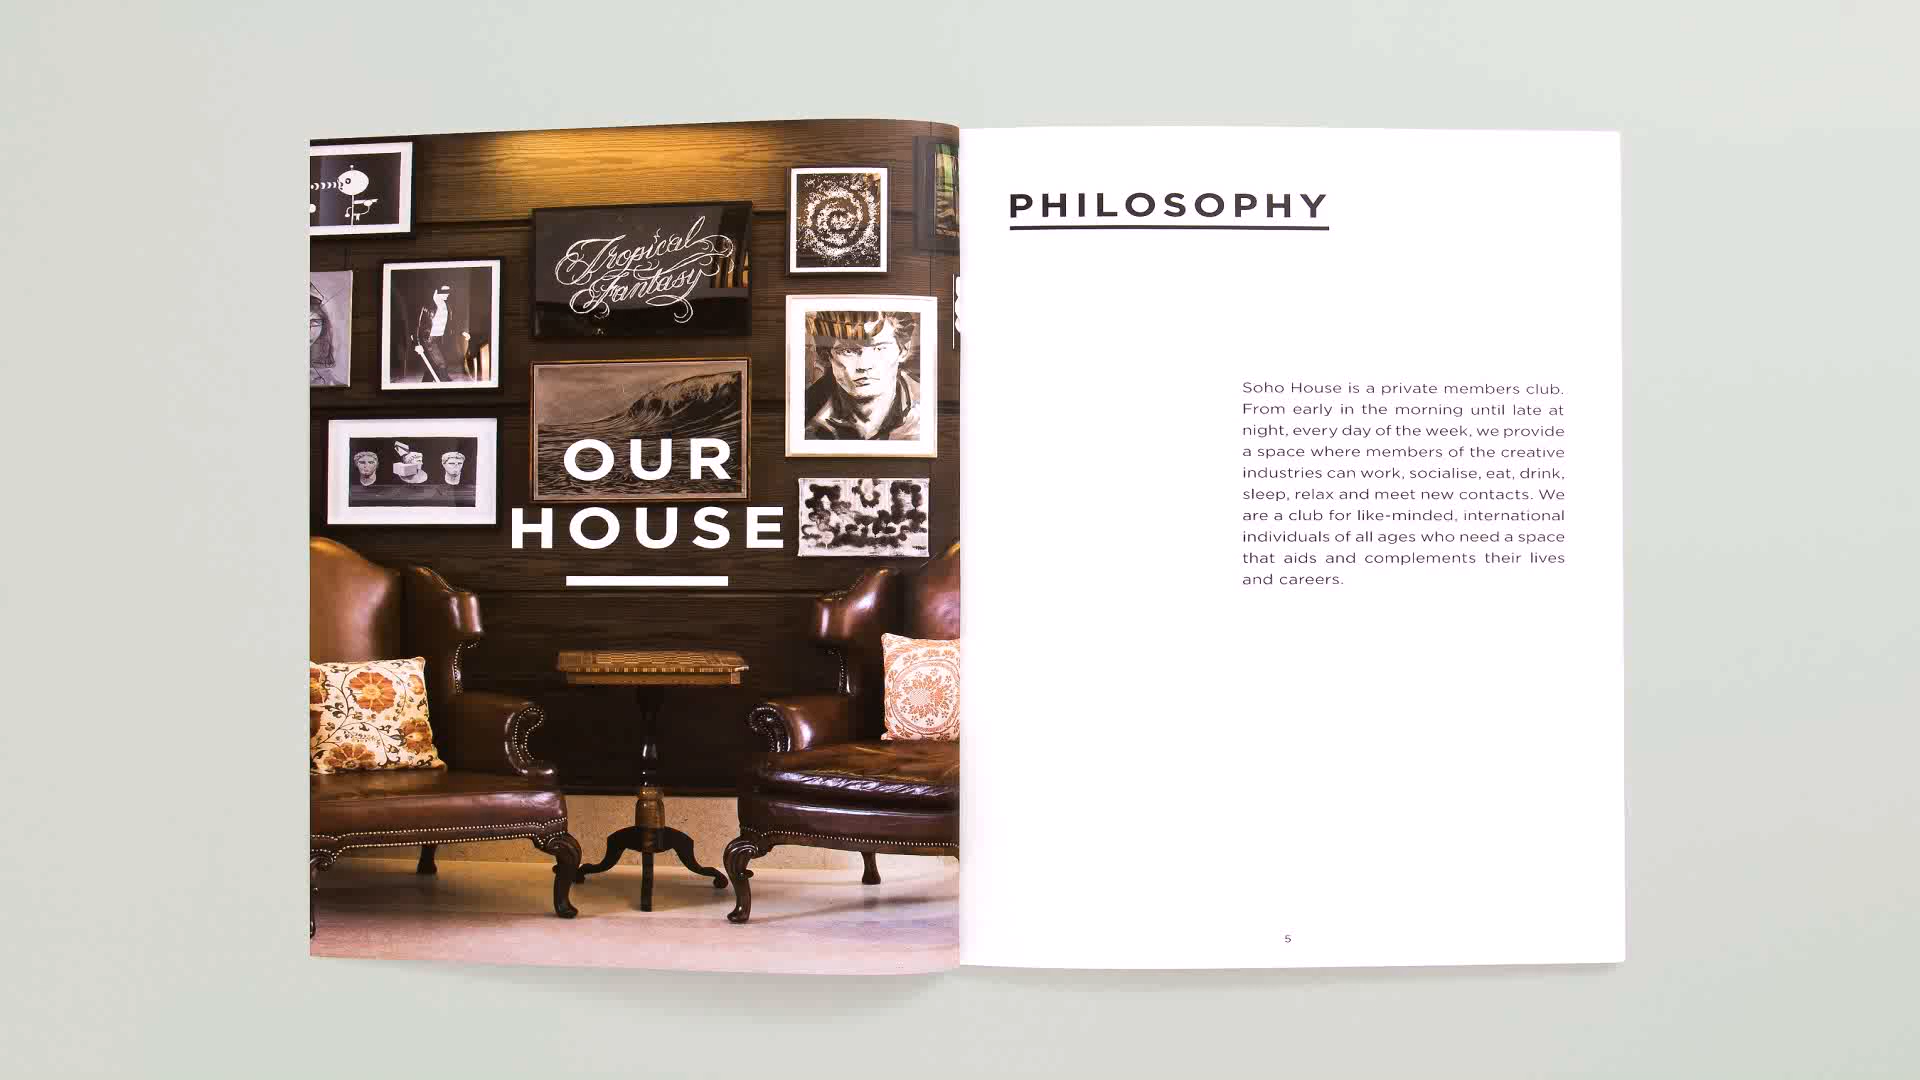 Tropical
Fantasy
OUR
HOUSE
PHILOSOPHY
Soho House is a private members club.
From early in the morning until late at
night, every day of the week, we provide
a space where members of the creative
industries can work, socialise, eat, drink,
sleep, relax and meet new contacts. We
are a club for like-minded, international
individuals of all ages who need a space
that aids and complements their lives
and careers.
5